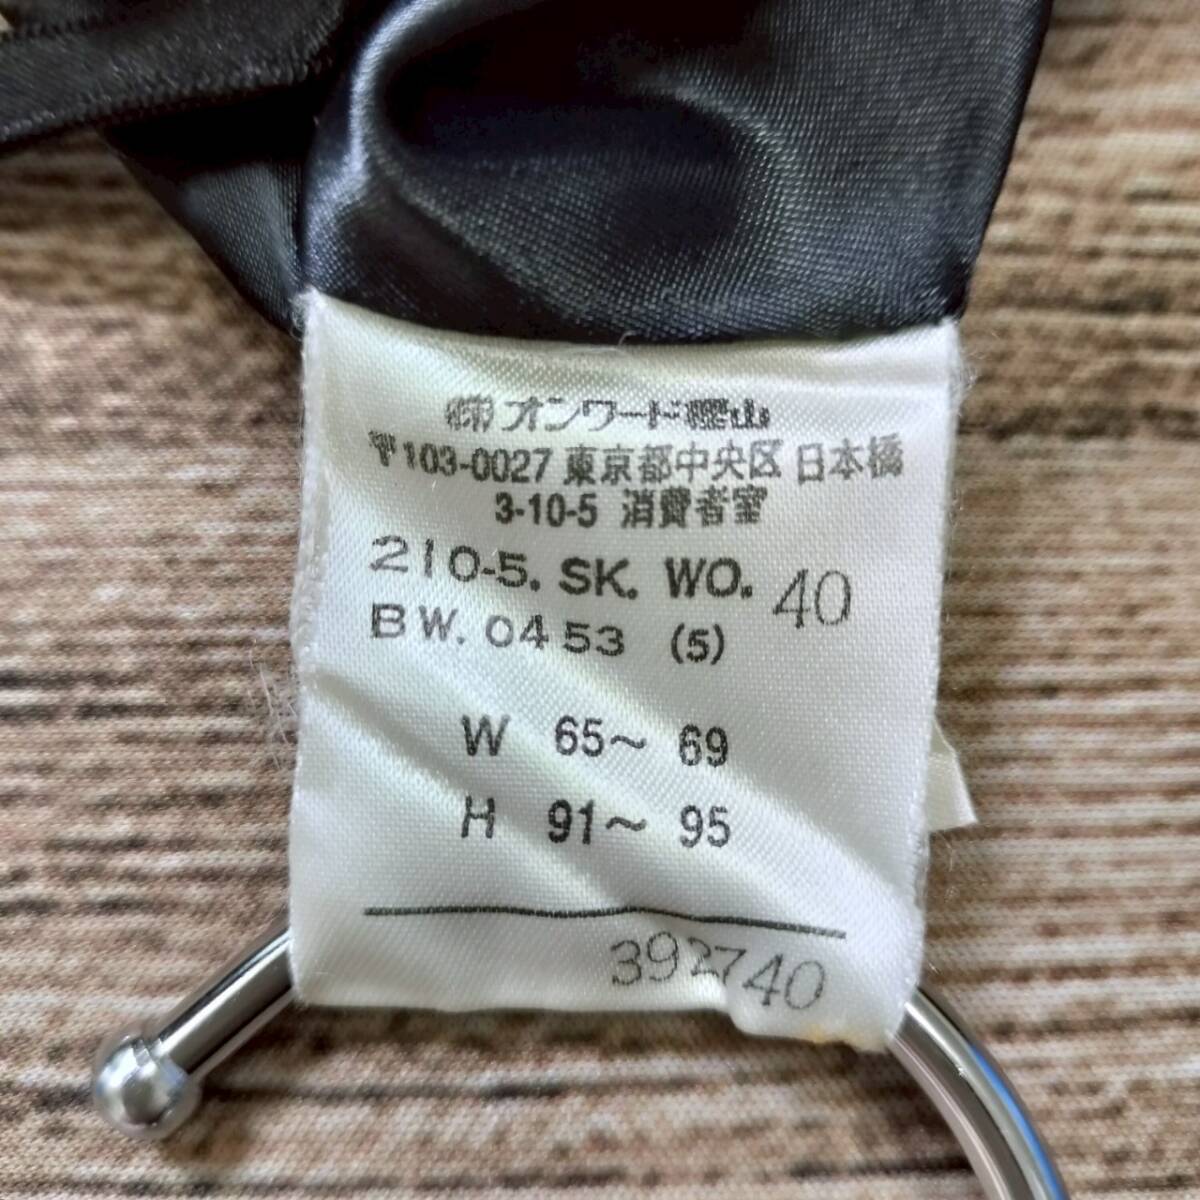 ㈱オンワード樫山
〒103-0027 東京都中央区 日本橋
3-10-5 消費者室
210-5. SK. WO. 40
BW. 0453 (5)
W 65～ 69
H 91～ 95
392740